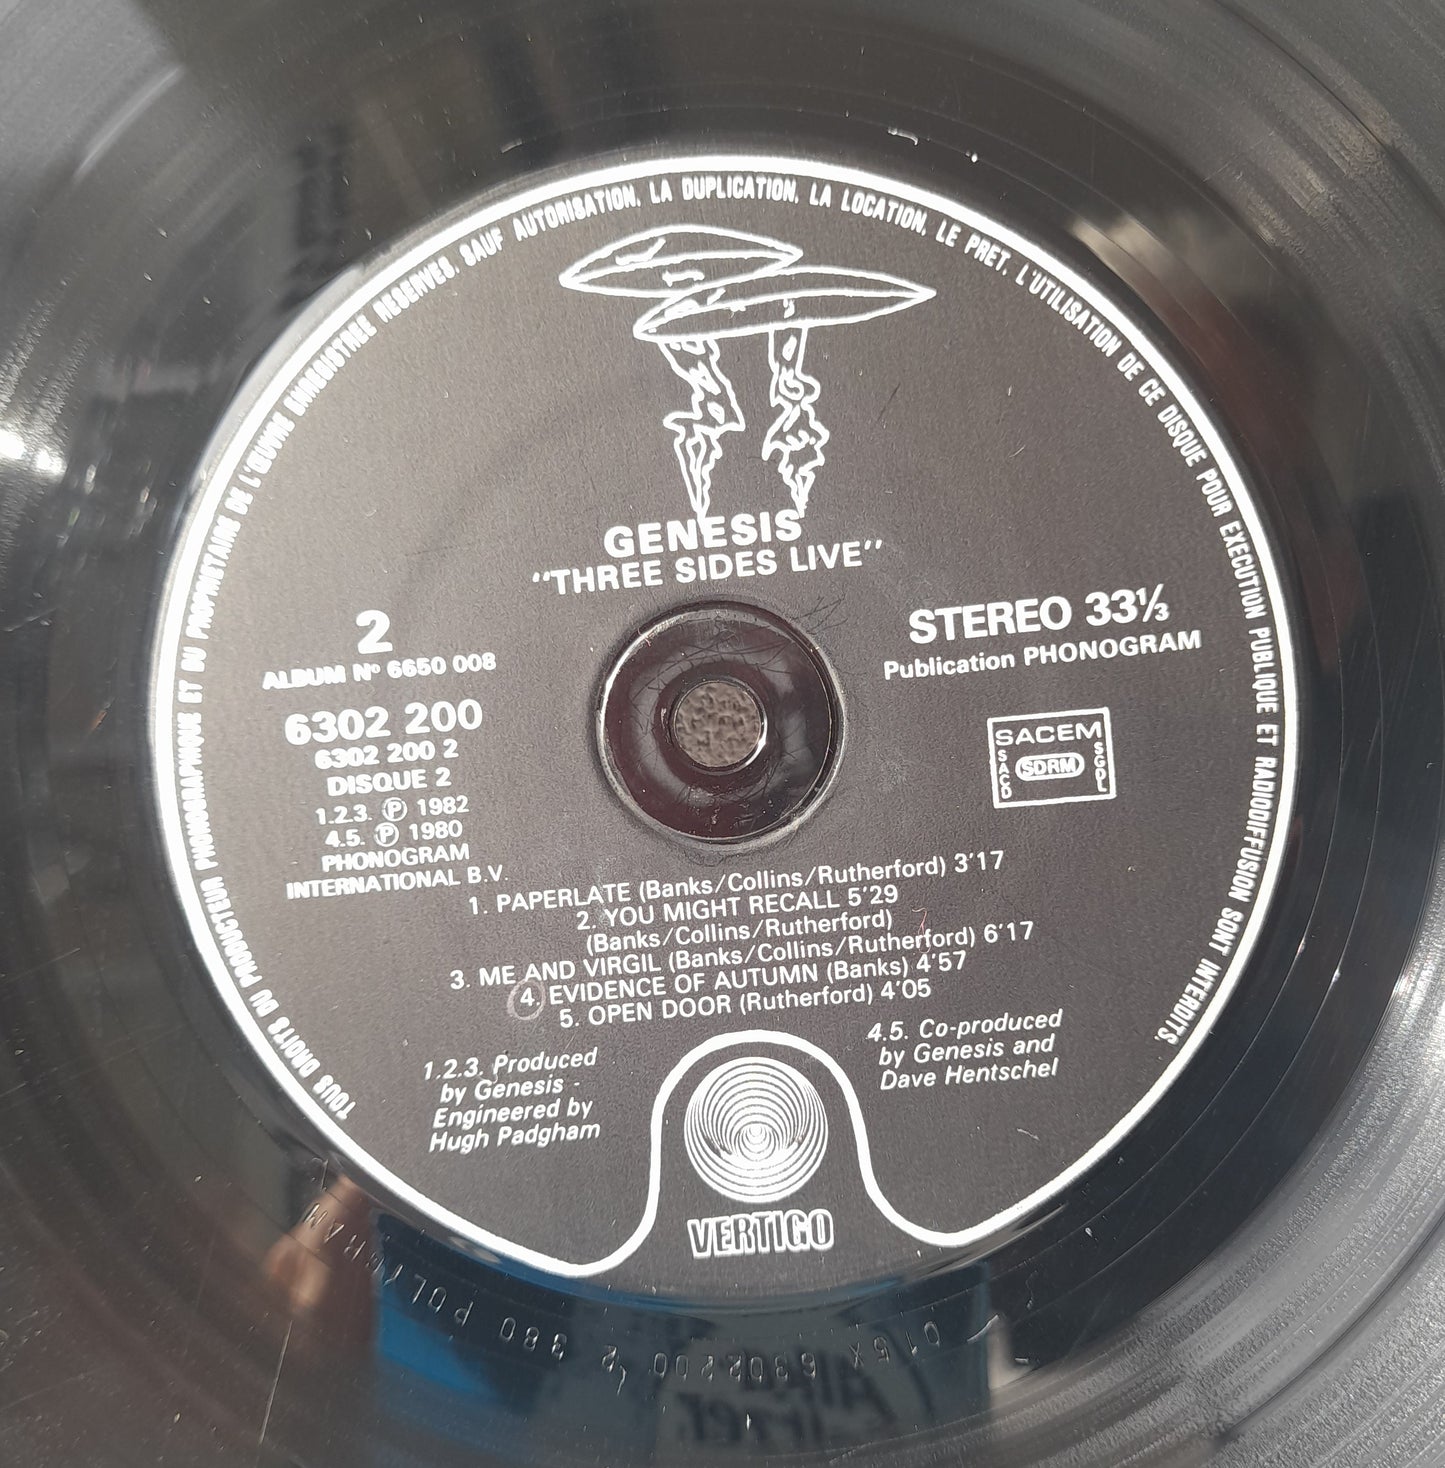 TOUS DROITS DU PRODUCTEUR PHONOGRAPHIQUE ET DU PROPRIETAIRE DE L'ŒUVRE ENREGISTREE RESERVES. SAUF AUTORISATION, LA DUPLICATION, LA LOCATION, LE PRET, L'UTILISATION DE CE DISQUE POUR EXECUTION PUBLIQUE ET RADIODIFFUSION SONT INTERDITS.
GENESIS
"THREE SIDES LIVE"
2
ALBUM Nº 6650 008
6302 200
6302 200 2
DISQUE 2
1.2.3. ℗ 1982
4.5. ℗ 1980
PHONOGRAM
INTERNATIONAL B.V.
STEREO 33⅓
Publication PHONOGRAM
SACEM
SACD
SDRM
SGDL
1. PAPERLATE (Banks/Collins/Rutherford) 3'17
2. YOU MIGHT RECALL 5'29
(Banks/Collins/Rutherford)
3. ME AND VIRGIL (Banks/Collins/Rutherford) 6'17
4. EVIDENCE OF AUTUMN (Banks) 4'57
5. OPEN DOOR (Rutherford) 4'05
1.2.3. Produced
by Genesis -
Engineered by
Hugh Padgham
4.5. Co-produced
by Genesis and
Dave Hentschel
VERTIGO
6302200 2 380